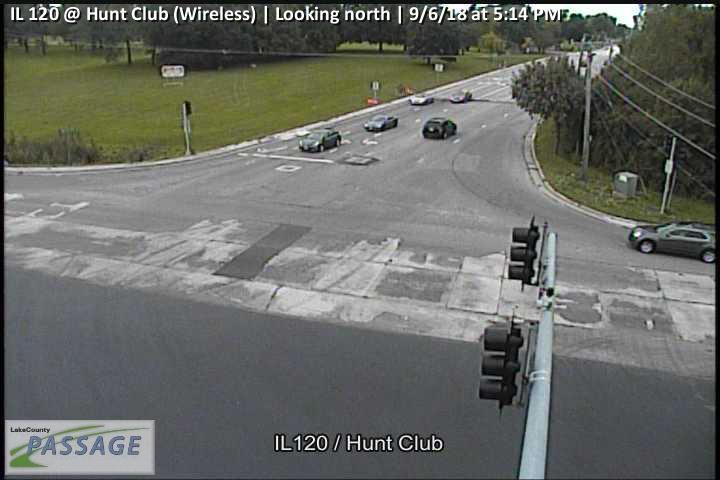 IL 120 @ Hunt Club (Wireless) | Looking north | 9/6/18 at 5:14 PM
LakeCounty
PASSAGE
IL120 / Hunt Club